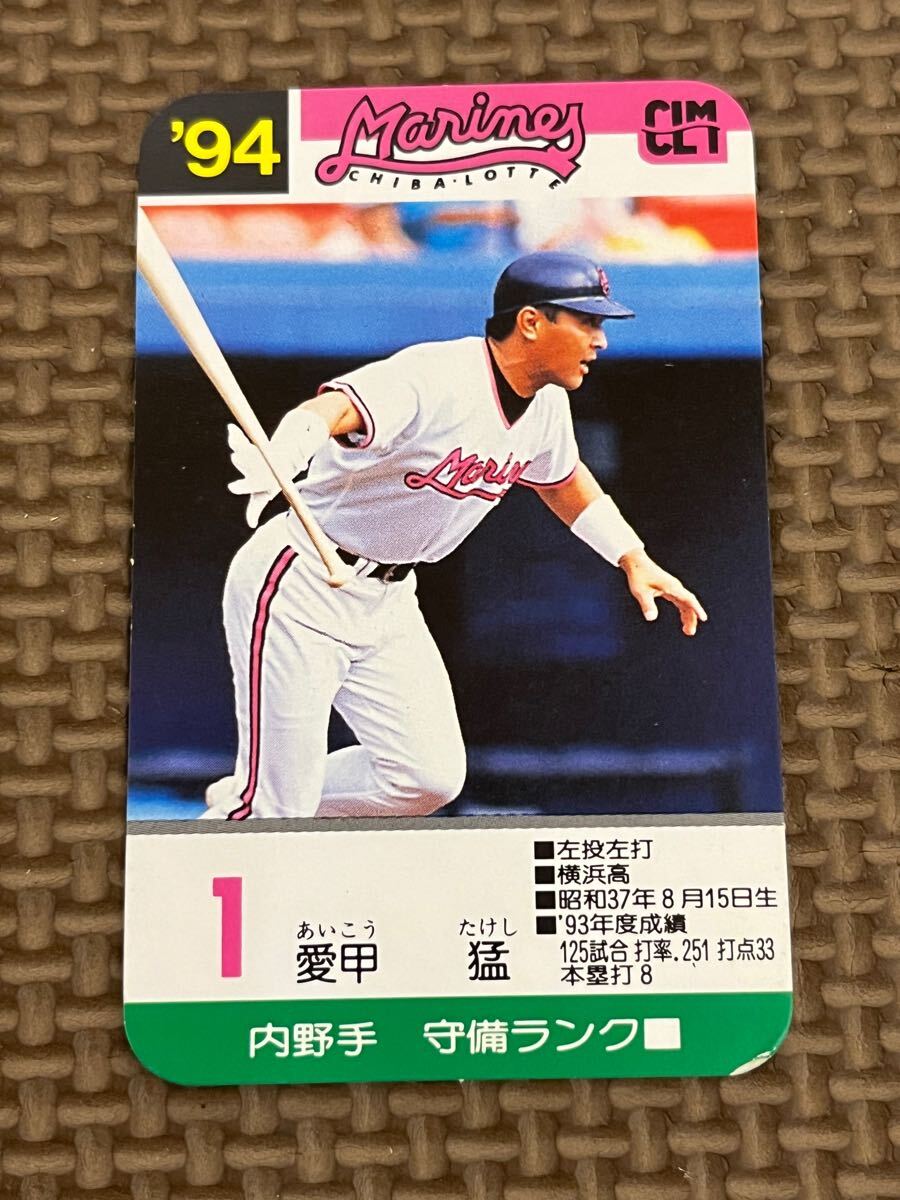 '94
Marines
CHIBA·LOTTE
CLM
Marin
1
あいこう たけし
愛甲 猛
■左投左打
■横浜高
■昭和37年8月15日生
■'93年度成績
125試合 打率.251 打点33
本塁打8
内野手 守備ランク■